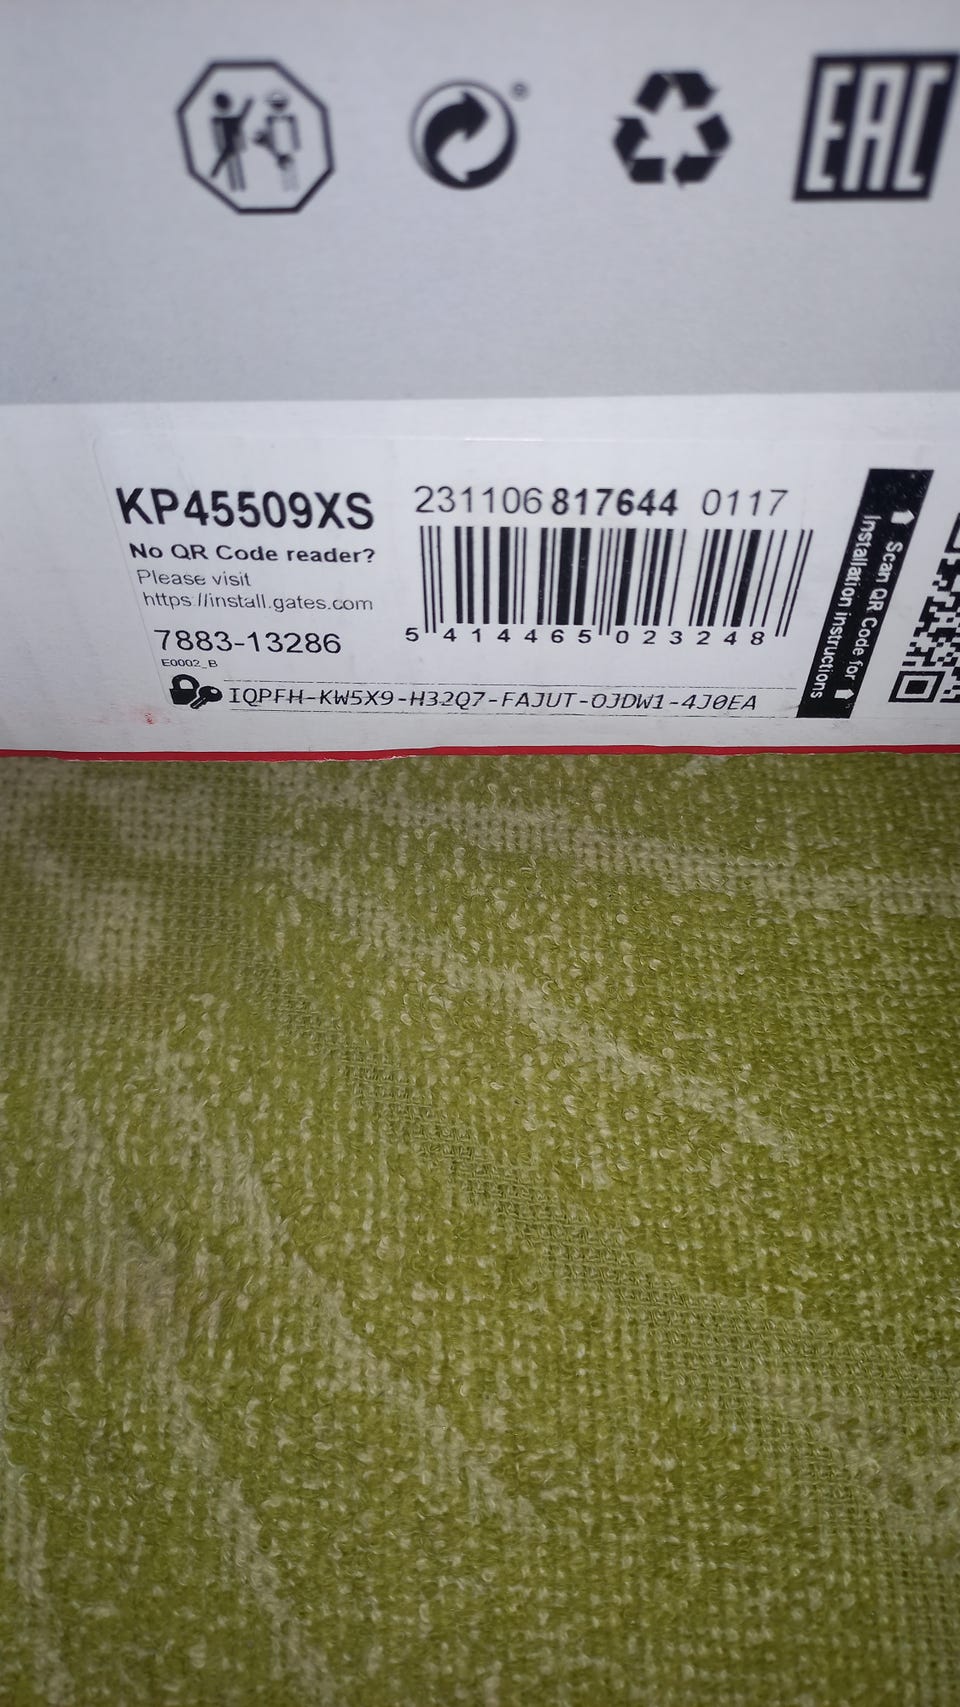 EAC
KP45509XS
231106 817644 0117
No QR Code reader?
Please visit
https://install.gates.com
5 414465 023248
7883-13286
E0002_B
IQPFH-KW5X9-H32Q7-FAJUT-OJDW1-4J0EA
Scan QR Code for
Installation instructions